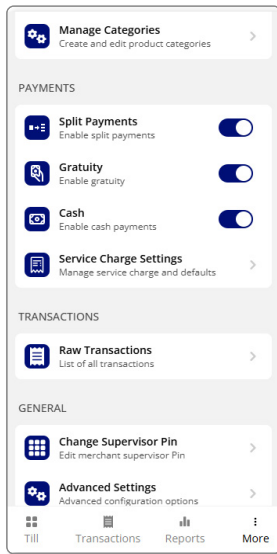 Manage Categories
Create and edit product categories
PAYMENTS
Split Payments
Enable split payments
Gratuity
Enable gratuity
Cash
Enable cash payments
Service Charge Settings
Manage service charge and defaults
TRANSACTIONS
Raw Transactions
List of all transactions
GENERAL
Change Supervisor Pin
Edit merchant supervisor Pin
Advanced Settings
Advanced configuration options
Till Transactions Reports More